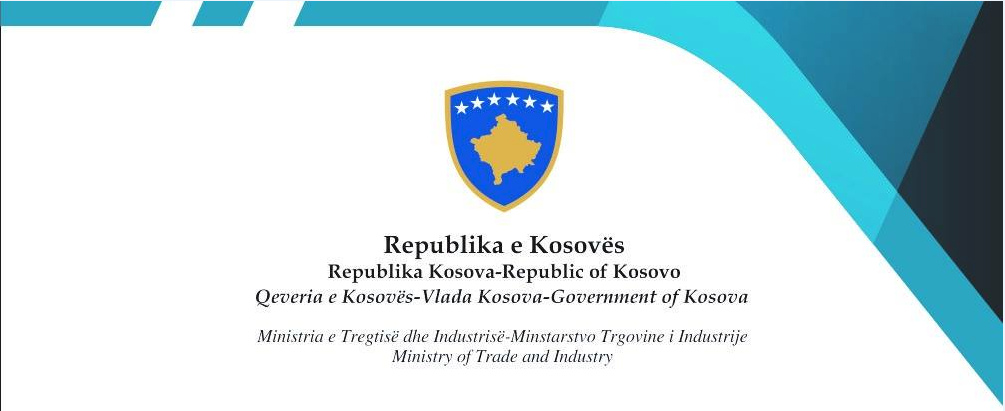 Republika e Kosovës
Republika Kosova-Republic of Kosovo
Qeveria e Kosovës-Vlada Kosova-Government of Kosova
Ministria e Tregtisë dhe Industrisë-Minstarstvo Trgovine i Industrije
Ministry of Trade and Industry